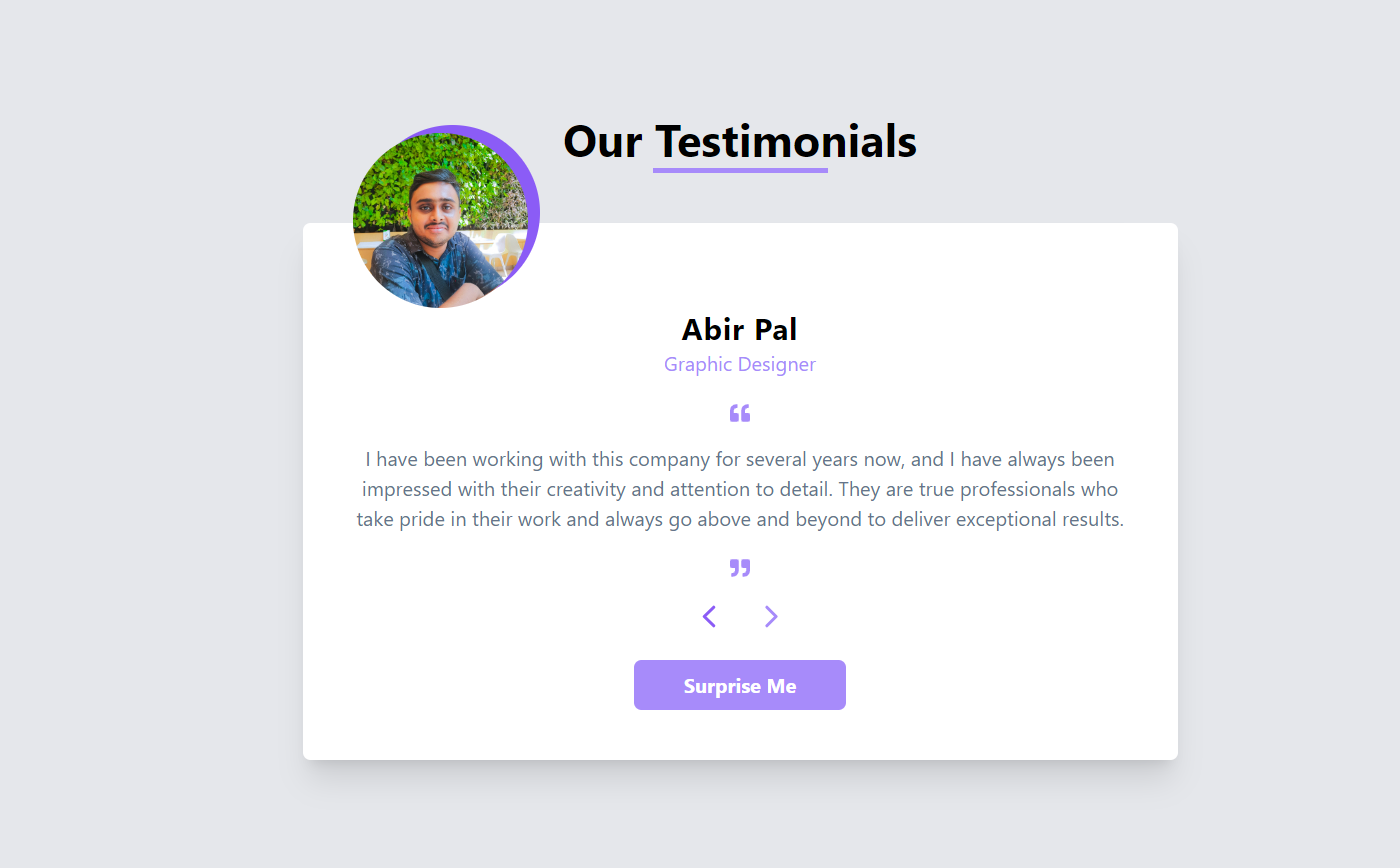 Our Testimonials
Abir Pal
Graphic Designer
❝
I have been working with this company for several years now, and I have always been
impressed with their creativity and attention to detail. They are true professionals who
take pride in their work and always go above and beyond to deliver exceptional results.
❞
Surprise Me